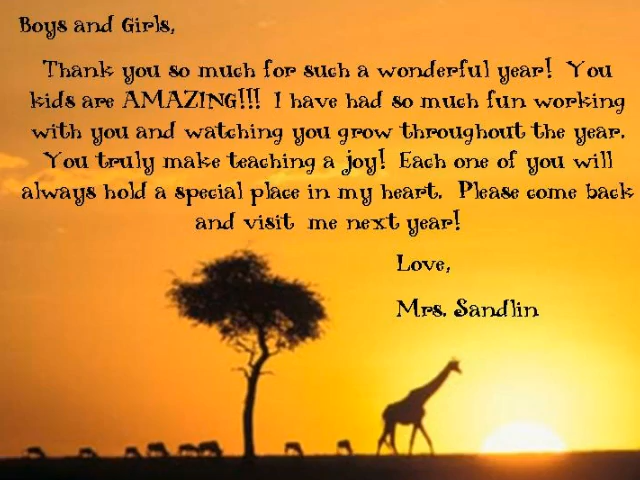 Boys and Girls,
Thank you so much for such a wonderful year! You
kids are AMAZING!!! I have had so much fun working
with you and watching you grow throughout the year.
You truly make teaching a joy! Each one of you will
always hold a special place in my heart. Please come back
and visit me next year!
Love,
Mrs. Sandlin